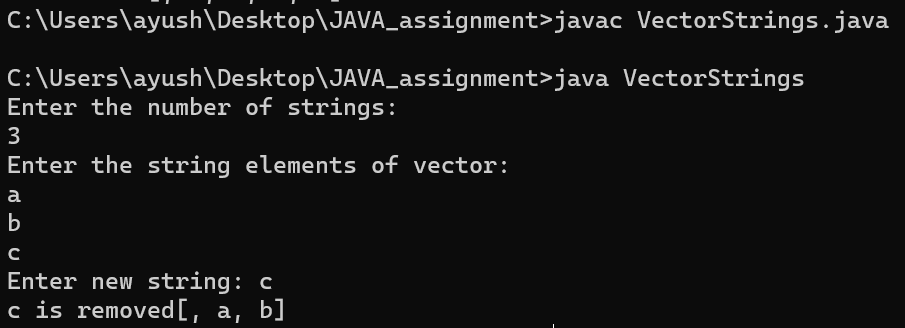 C:\Users\ayush\Desktop\JAVA_assignment>javac VectorStrings.java
C:\Users\ayush\Desktop\JAVA_assignment>java VectorStrings
Enter the number of strings:
3
Enter the string elements of vector:
a
b
c
Enter new string: c
c is removed[, a, b]